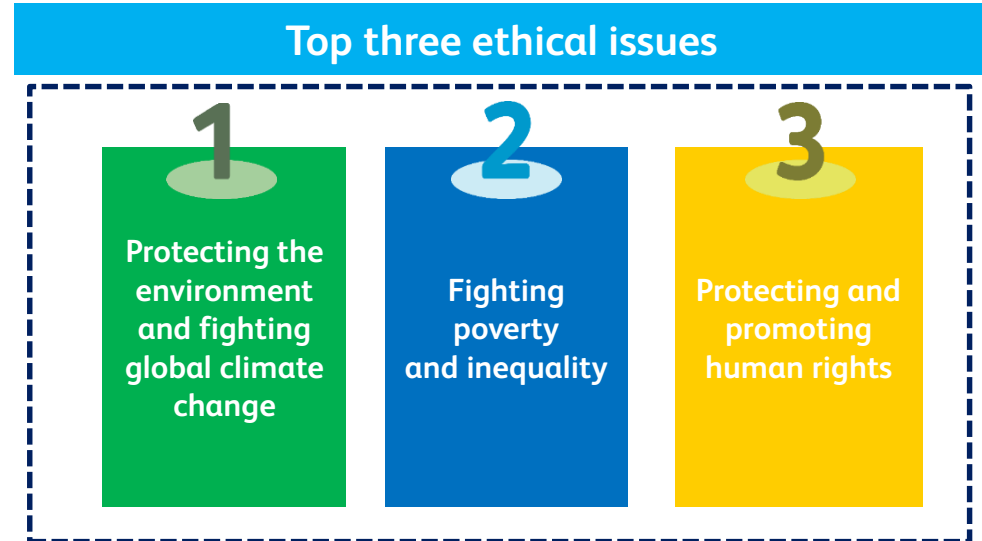 Top three ethical issues
1
Protecting the
environment
and fighting
global climate
change
2
Fighting
poverty
and inequality
3
Protecting and
promoting
human rights